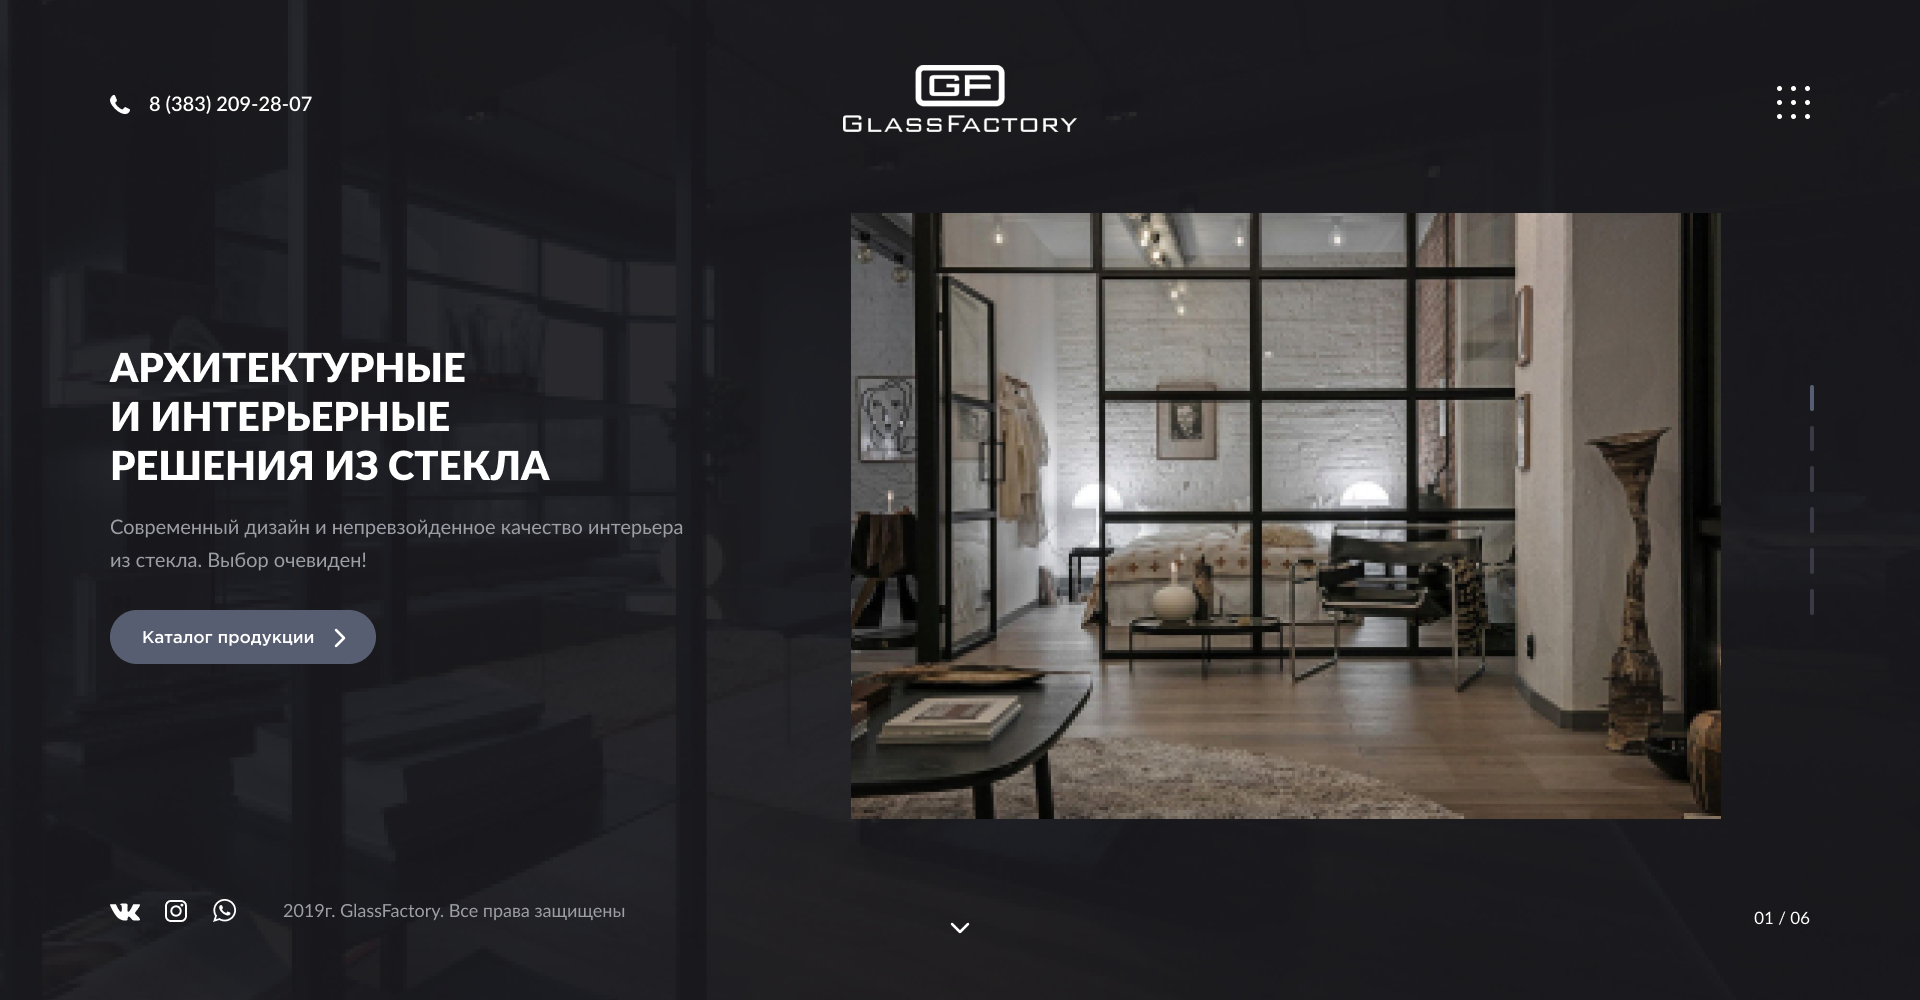 8 (383) 209-28-07
GF
GLASSFACTORY
АРХИТЕКТУРНЫЕ
И ИНТЕРЬЕРНЫЕ
РЕШЕНИЯ ИЗ СТЕКЛА
Современный дизайн и непревзойденное качество интерьера
из стекла. Выбор очевиден!
Каталог продукции
2019г. GlassFactory. Все права защищены
01 / 06